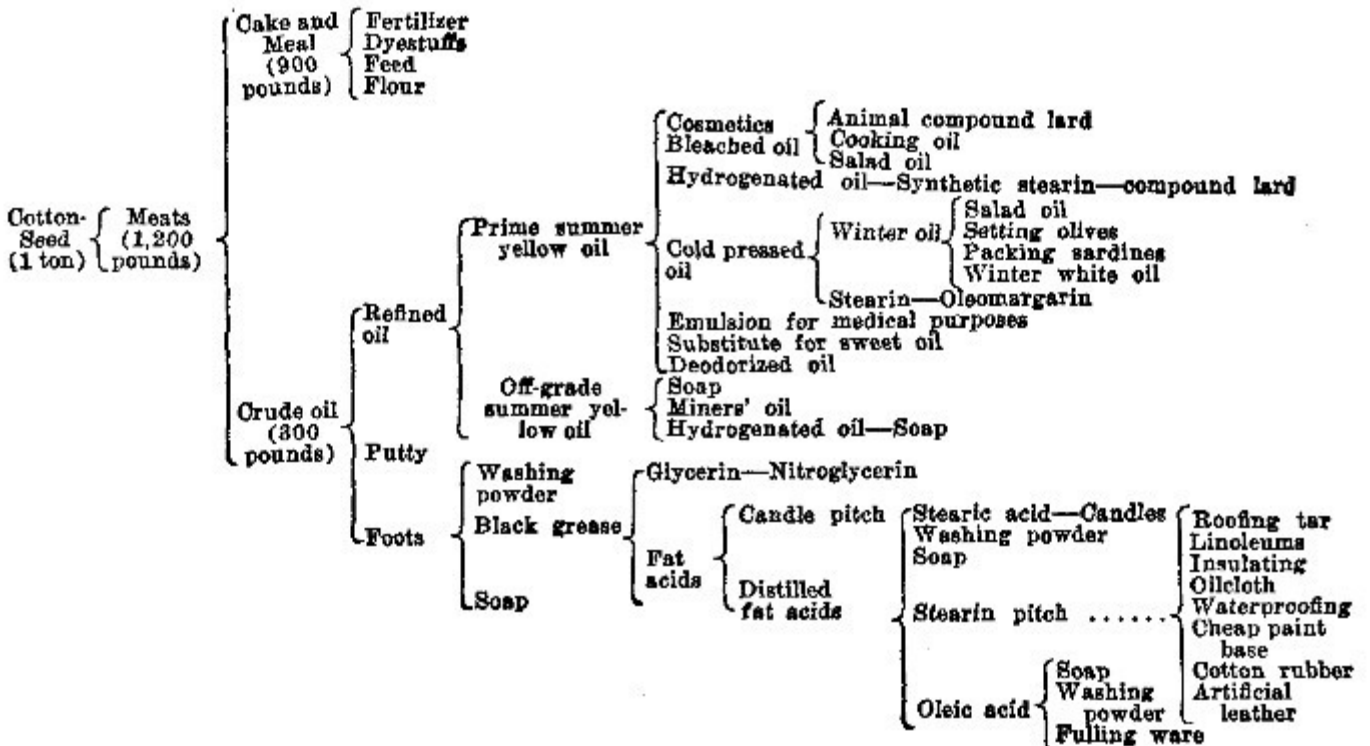 Cake and
Meal
(900
pounds)
Fertilizer
Dyestuffs
Feed
Flour
Cotton-
Seed
(1 ton)
Meats
(1,200
pounds)
Crude oil
(300
pounds)
Refined
oil
Putty
Foots
Prime summer
yellow oil
Off-grade
summer yel-
low oil
Cosmetics
Bleached oil
Animal compound lard
Cooking oil
Salad oil
Hydrogenated oil—Synthetic stearin—compound lard
Cold pressed
oil
Winter oil
Salad oil
Setting olives
Packing sardines
Winter white oil
Stearin—Oleomargarin
Emulsion for medical purposes
Substitute for sweet oil
Deodorized oil
Soap
Miners' oil
Hydrogenated oil—Soap
Washing
powder
Black grease
Soap
Glycerin—Nitroglycerin
Fat
acids
Candle pitch
Distilled
fat acids
Stearic acid—Candles
Washing powder
Soap
Stearin pitch ......
Roofing tar
Linoleums
Insulating
Oilcloth
Waterproofing
Cheap paint
base
Cotton rubber
Artificial
leather
Oleic acid
Soap
Washing
powder
Fulling ware